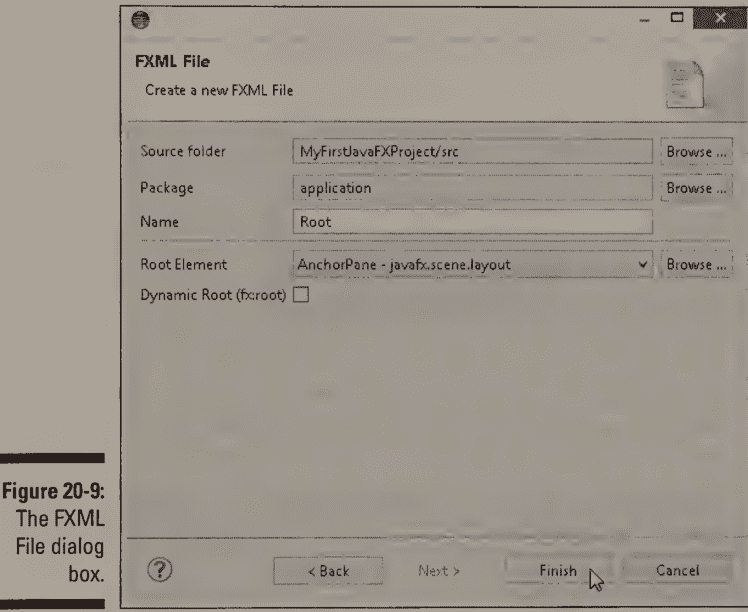 FXML File
Create a new FXML File
Source folder MyFirstJavaFXProject/src Browse ...
Package application Browse ...
Name Root
Root Element AnchorPane - javafx.scene.layout Browse ...
Dynamic Root (fx:root)
? < Back Next > Finish Cancel
Figure 20-9:
The FXML
File dialog
box.